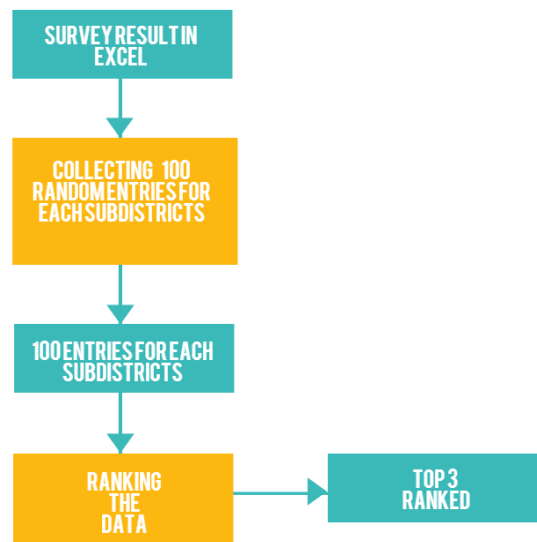 SURVEY RESULT IN
EXCEL
COLLECTING 100
RANDOM ENTRIES FOR
EACH SUBDISTRICTS
100 ENTRIES FOR EACH
SUBDISTRICTS
RANKING
THE
DATA
TOP 3
RANKED